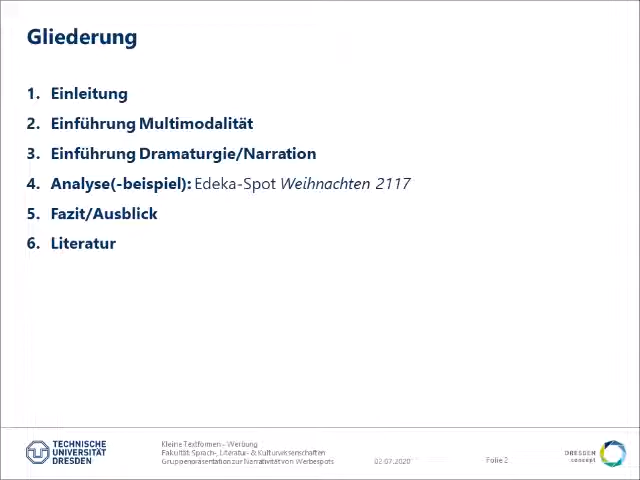 Gliederung
1. Einleitung
2. Einführung Multimodalität
3. Einführung Dramaturgie/Narration
4. Analyse(-beispiel): Edeka-Spot Weihnachten 2117
5. Fazit/Ausblick
6. Literatur
TECHNISCHE
UNIVERSITÄT
DRESDEN
Kleine Textformen - Werbung
Fakultät Sprach-, Literatur- & Kulturwissenschaften
Gruppenpräsentation zur Narrativität von Werbespots
03.07.2020
Folie 2
DRESDEN
concept